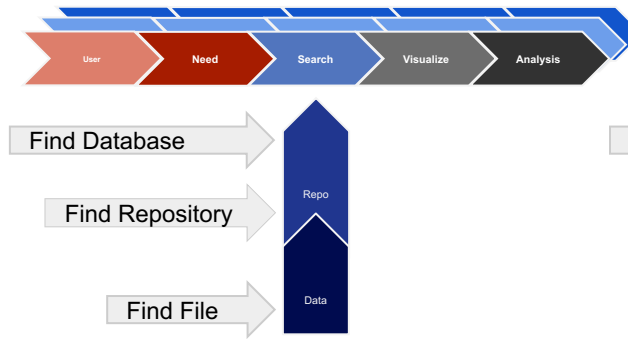 User
Need
Search
Visualize
Analysis
Find Database
Repo
Find Repository
Data
Find File